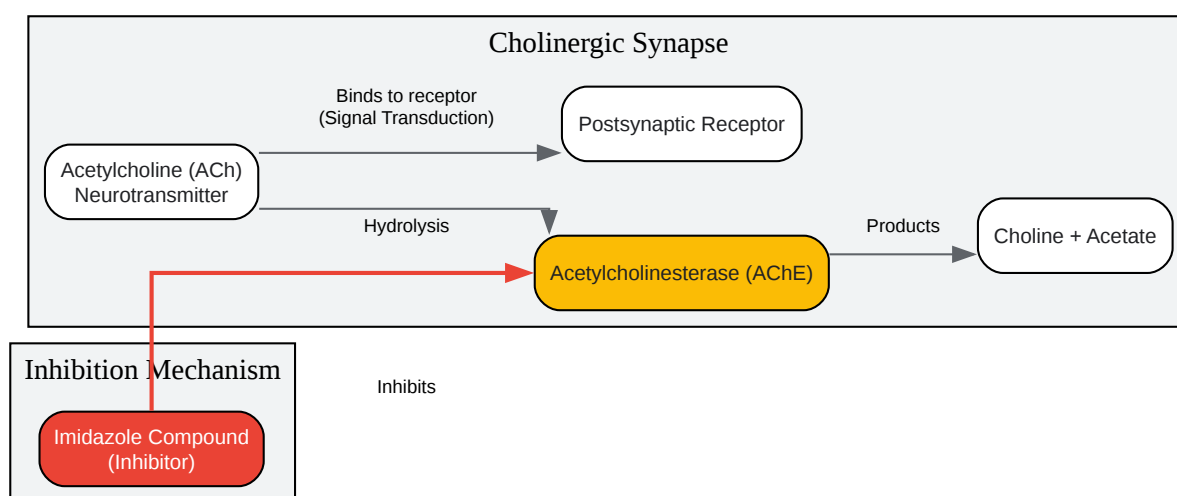 Cholinergic Synapse
Binds to receptor
(Signal Transduction)
Postsynaptic Receptor
Acetylcholine (ACh)
Neurotransmitter
Hydrolysis
Products
Choline + Acetate
Acetylcholinesterase (AChE)
Inhibition Mechanism
Inhibits
Imidazole Compound
(Inhibitor)